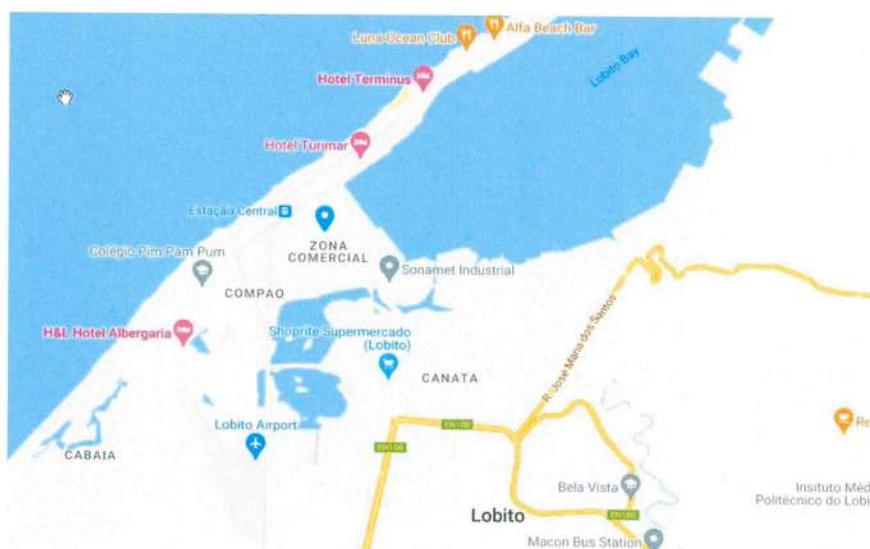 Luna Ocean Club
Alfa Beach Bar
Hotel Terminus
Lobito Bay
Hotel Turimar
Estação Central
ZONA
COMERCIAL
Colégio Pim Pam Pum
Sonamet Industrial
COMPAO
R. José Maria dos Santos
H&L Hotel Albergaria
Shoprite Supermercado
(Lobito)
CANATA
Lobito Airport
EN100
EN100
CABAIA
Re
Bela Vista
Insituto Méd
Politécnico do Lobi
EN100
Lobito
Macon Bus Station